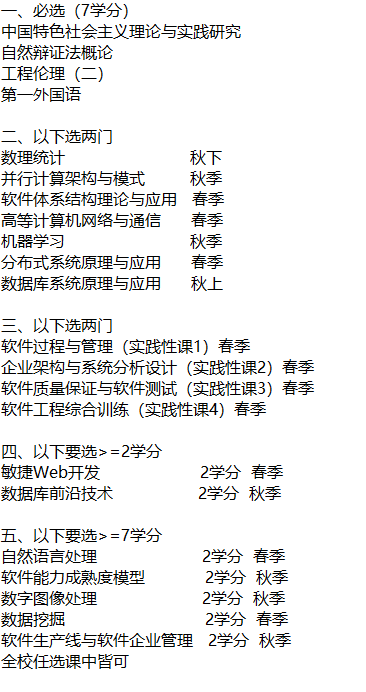 一、必选（7学分）
中国特色社会主义理论与实践研究
自然辩证法概论
工程伦理（二）
第一外国语
二、以下选两门
数理统计 秋下
并行计算架构与模式 秋季
软件体系结构理论与应用 春季
高等计算机网络与通信 春季
机器学习 秋季
分布式系统原理与应用 春季
数据库系统原理与应用 秋上
三、以下选两门
软件过程与管理（实践性课1）春季
企业架构与系统分析设计（实践性课2）春季
软件质量保证与软件测试（实践性课3）春季
软件工程综合训练（实践性课4）春季
四、以下要选>=2学分
敏捷Web开发 2学分 春季
数据库前沿技术 2学分 秋季
五、以下要选>=7学分
自然语言处理 2学分 春季
软件能力成熟度模型 2学分 秋季
数字图像处理 2学分 秋季
数据挖掘 2学分 春季
软件生产线与软件企业管理 2学分 秋季
全校任选课中皆可